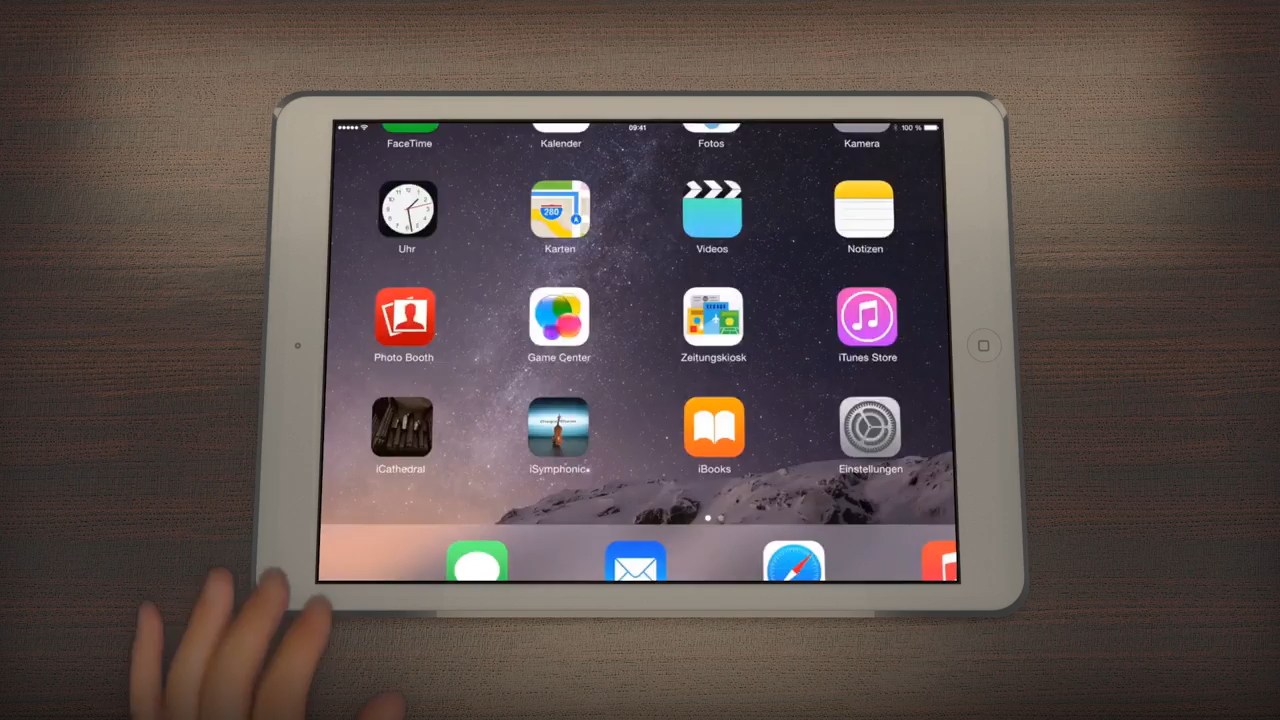 09:41
100 %
FaceTime Kalender Fotos Kamera
Uhr Karten Videos Notizen
280
Photo Booth Game Center Zeitungskiosk iTunes Store
iCathedral iSymphonic iBooks Einstellungen